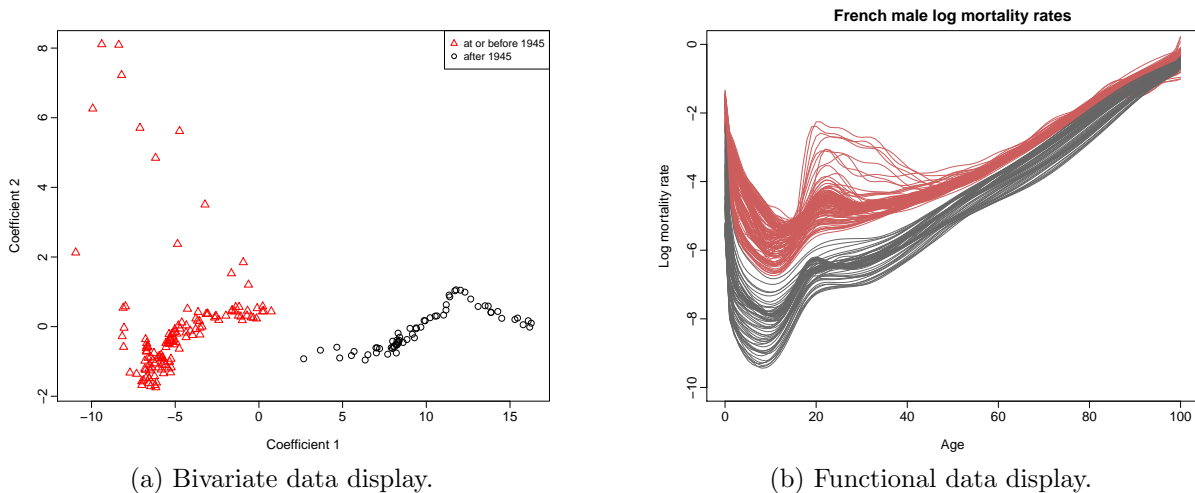 at or before 1945
after 1945
Coefficient 2
8
6
4
2
0
−2
−10
−5
0
5
10
15
Coefficient 1
(a) Bivariate data display.
French male log mortality rates
Log mortality rate
0
−2
−4
−6
−8
−10
0
20
40
60
80
100
Age
(b) Functional data display.